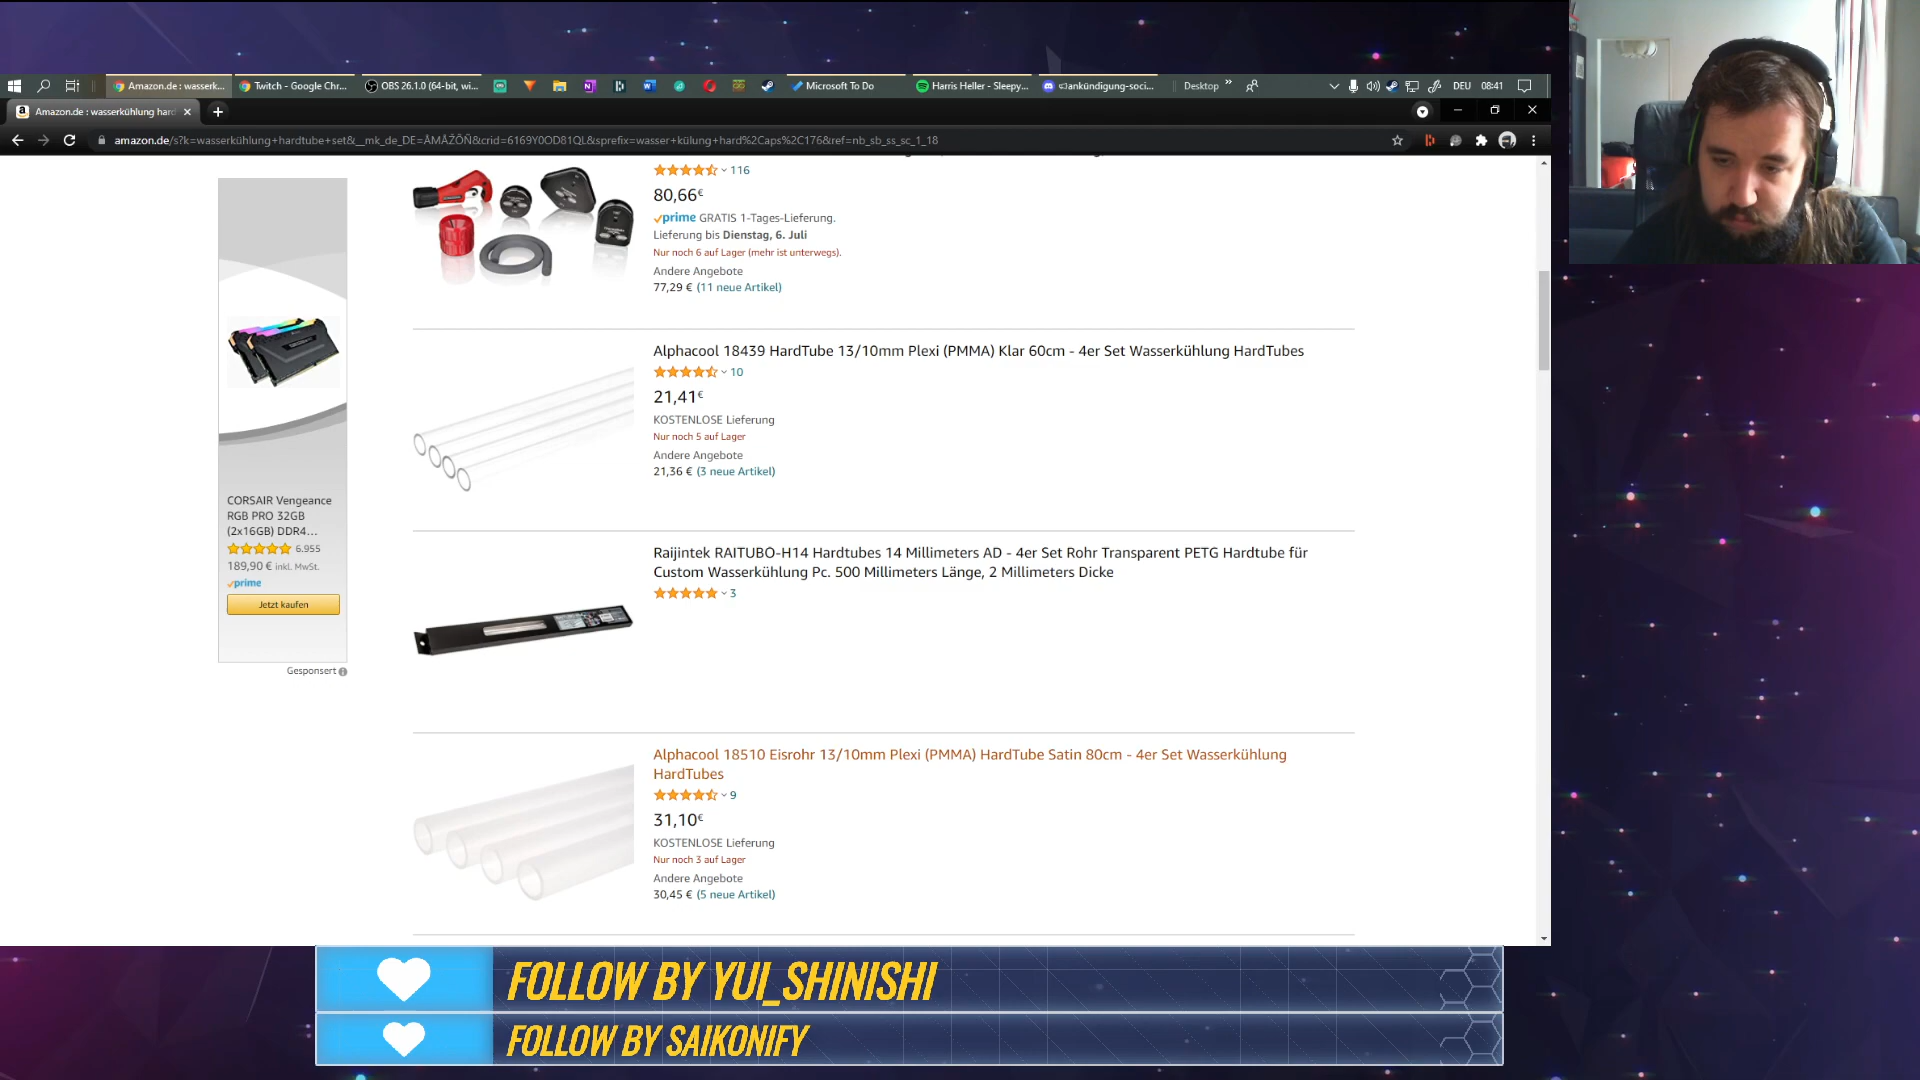 Amazon.de : wasserk...
Twitch - Google Chr...
OBS 26.1.0 (64-bit, wi...
Microsoft To Do
Harris Heller - Sleepy...
ankündigung-soci...
Desktop
DEU
08:41
Amazon.de : wasserkühlung hard
amazon.de/s?k=wasserkühlung+hardtube+set&__mk_de_DE=ÅMÅŽÕÑ&crid=6169Y0OD81QL&sprefix=wasser+külung+hard%2Caps%2C176&ref=nb_sb_ss_sc_1_18
116
80,66€
prime GRATIS 1-Tages-Lieferung.
Lieferung bis Dienstag, 6. Juli
Nur noch 6 auf Lager (mehr ist unterwegs).
Andere Angebote
77,29 € (11 neue Artikel)
Alphacool 18439 HardTube 13/10mm Plexi (PMMA) Klar 60cm - 4er Set Wasserkühlung HardTubes
10
21,41€
KOSTENLOSE Lieferung
Nur noch 5 auf Lager
Andere Angebote
21,36 € (3 neue Artikel)
CORSAIR Vengeance
RGB PRO 32GB
(2x16GB) DDR4...
6.955
189,90 € inkl. MwSt.
prime
Jetzt kaufen
Gesponsert
Raijintek RAITUBO-H14 Hardtubes 14 Millimeters AD - 4er Set Rohr Transparent PETG Hardtube für
Custom Wasserkühlung Pc. 500 Millimeters Länge, 2 Millimeters Dicke
3
Alphacool 18510 Eisrohr 13/10mm Plexi (PMMA) HardTube Satin 80cm - 4er Set Wasserkühlung
HardTubes
9
31,10€
KOSTENLOSE Lieferung
Nur noch 3 auf Lager
Andere Angebote
30,45 € (5 neue Artikel)
FOLLOW BY YUI_SHINISHI
FOLLOW BY SAIKONIFY